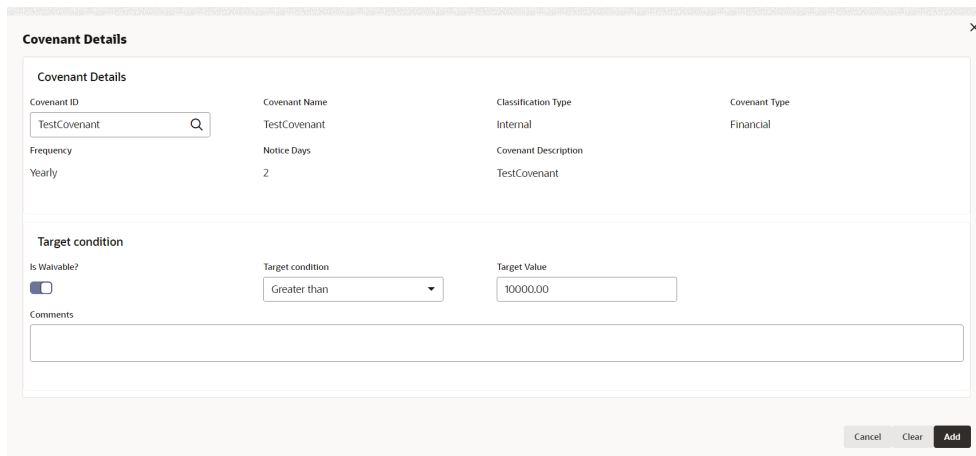 Covenant Details
Covenant Details
Covenant ID Covenant Name Classification Type Covenant Type
TestCovenant TestCovenant Internal Financial
Frequency Notice Days Covenant Description
Yearly 2 TestCovenant
Target condition
Is Waivable? Target condition Target Value
Greater than 10000.00
Comments
Cancel Clear Add